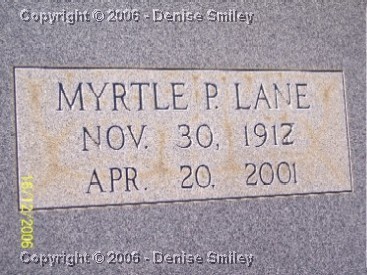 Copyright © 2006 - Denise Smiley
MYRTLE P. LANE
NOV. 30, 1912
APR. 20, 2001
Copyright © 2006 - Denise Smiley